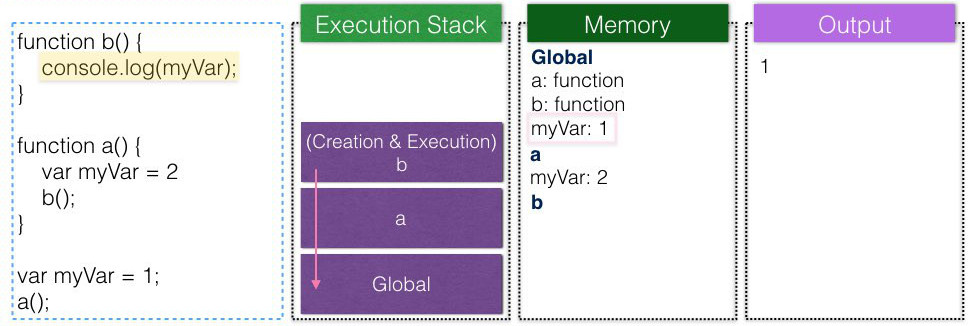 function b() {
console.log(myVar);
}
function a() {
var myVar = 2
b();
}
var myVar = 1;
a();
Execution Stack
(Creation & Execution)
b
a
Global
Memory
Global
a: function
b: function
myVar: 1
a
myVar: 2
b
Output
1